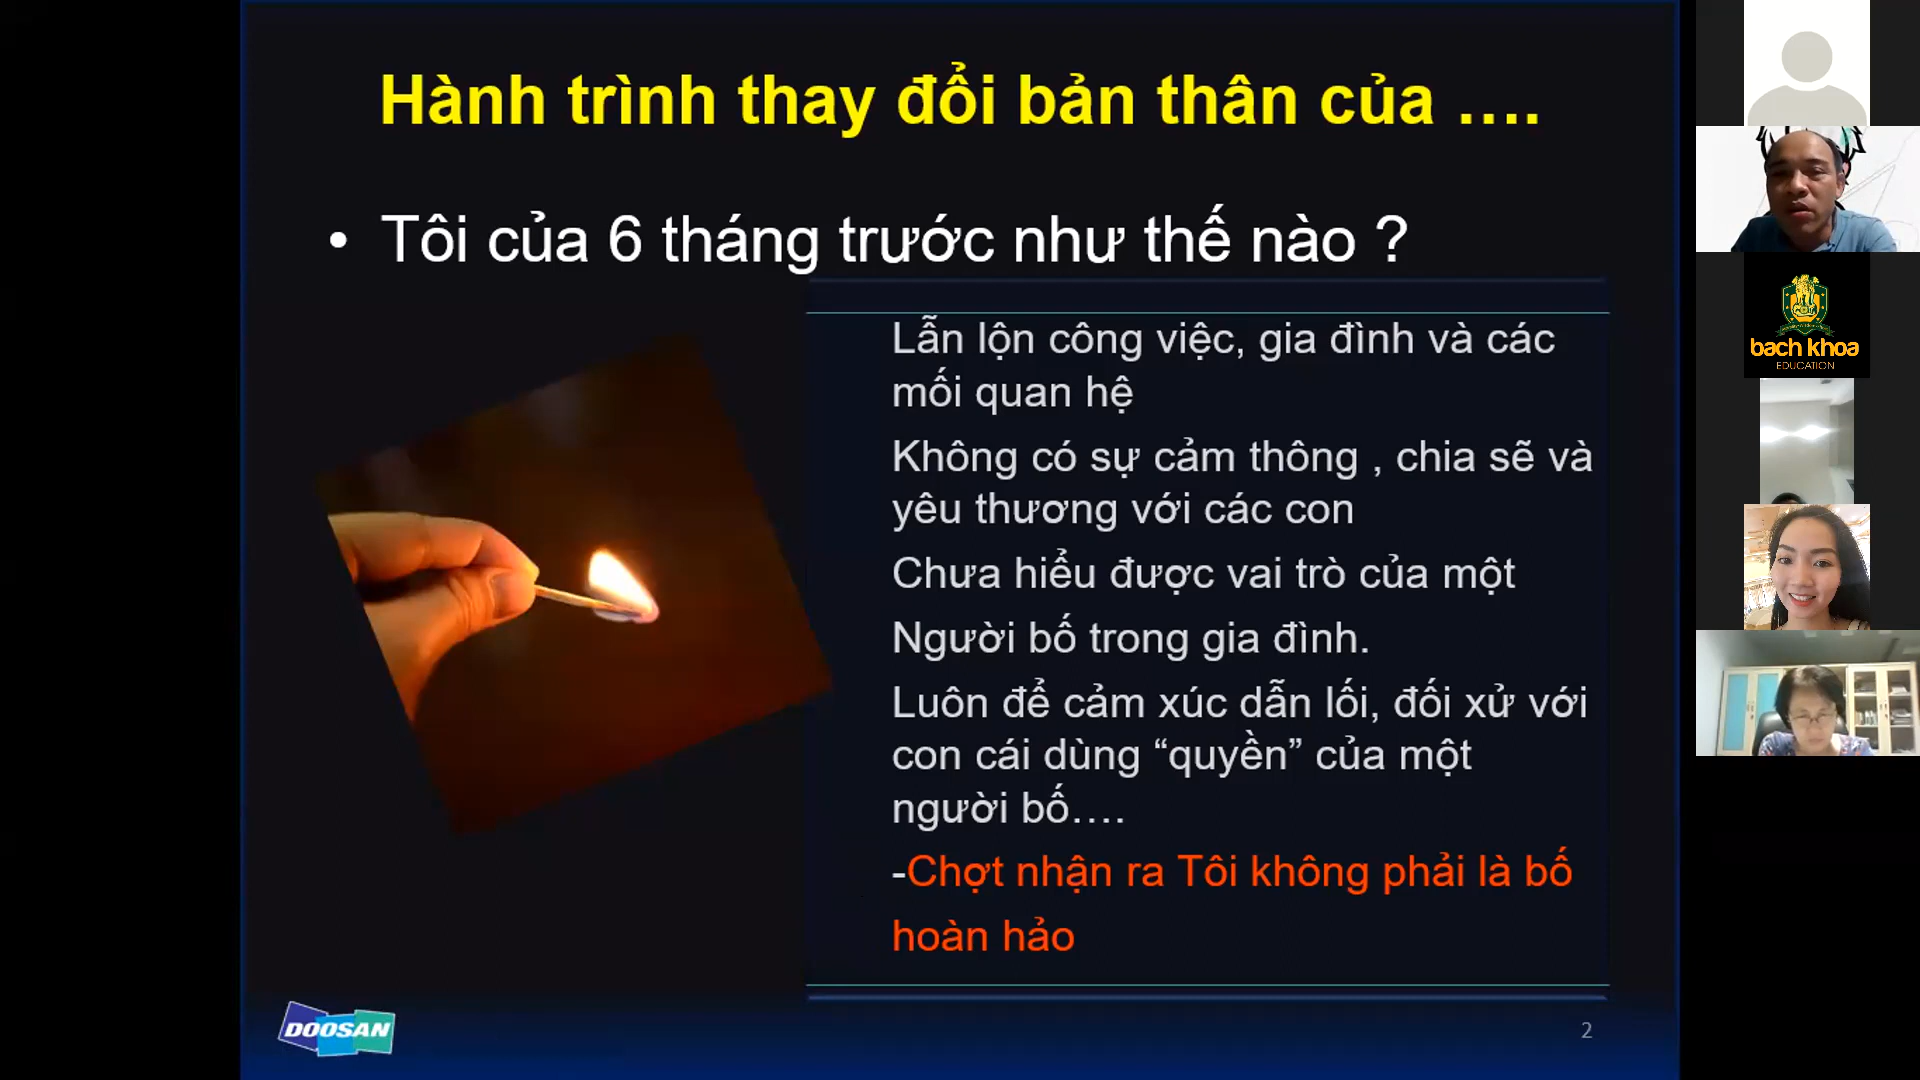 Hành trình thay đổi bản thân của ....
• Tôi của 6 tháng trước như thế nào ?
Lẫn lộn công việc, gia đình và các
mối quan hệ
Không có sự cảm thông , chia sẽ và
yêu thương với các con
Chưa hiểu được vai trò của một
Người bố trong gia đình.
Luôn để cảm xúc dẫn lối, đối xử với
con cái dùng “quyền” của một
người bố....
-Chợt nhận ra Tôi không phải là bố
hoàn hảo
DOOSAN
2
bach khoa
EDUCATION